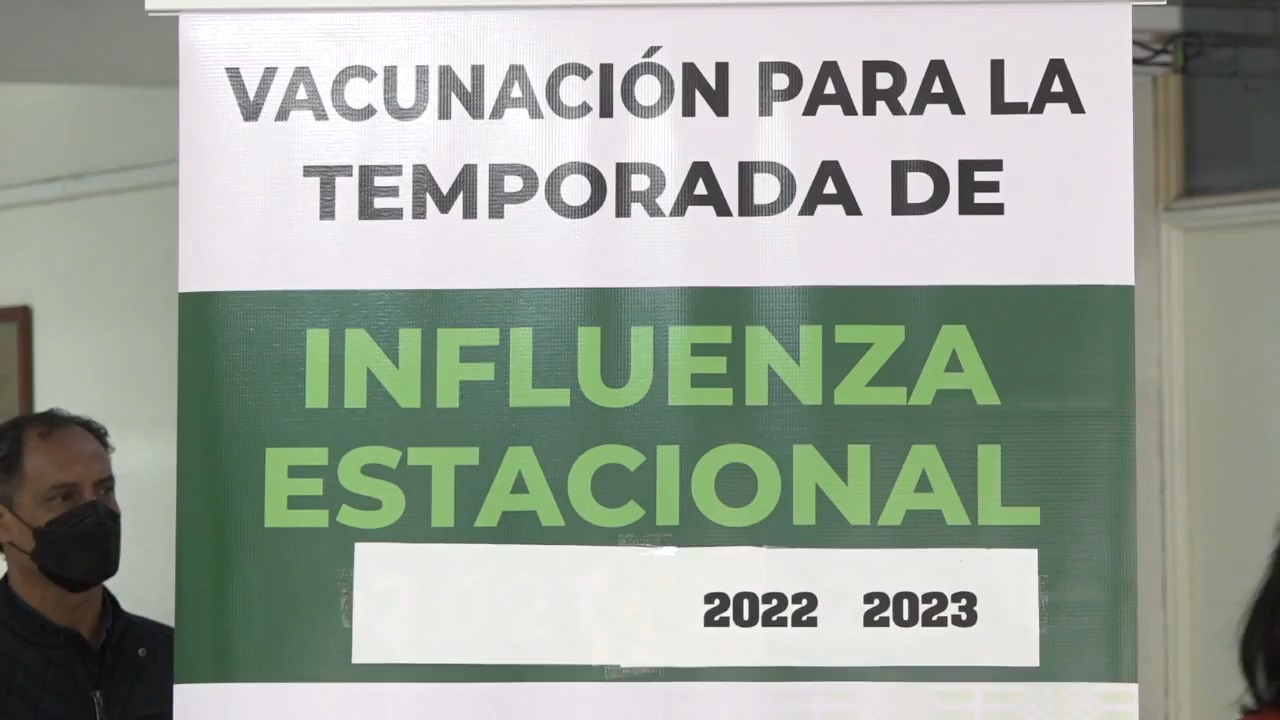 VACUNACIÓN PARA LA
TEMPORADA DE
INFLUENZA
ESTACIONAL
2022 2023